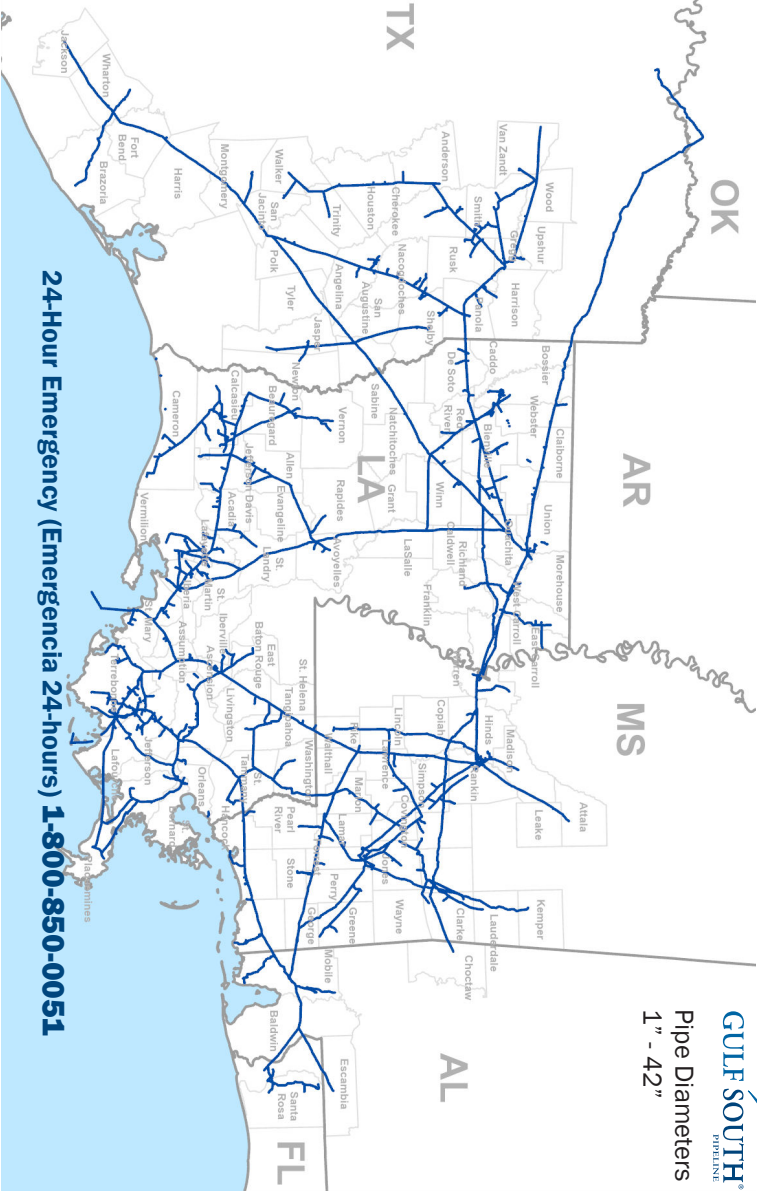 GULF SOUTH®
PIPELINE
Pipe Diameters
1” - 42”
OK
TX
AR
LA
MS
AL
FL
Jackson
Wharton
Fort
Bend
Brazoria
Harris
Montgomery
Walker
San
Jacinto
Trinity
Polk
Tyler
Houston
Cherokee
Anderson
Van Zandt
Wood
Smith
Gregg
Upshur
Rusk
Harrison
Panola
Nacogdoches
Angelina
San
Augustine
Shelby
Jasper
Newton
Sabine
De Soto
Caddo
Bossier
Webster
Claiborne
Red
River
Bienville
Natchitoches
Winn
Grant
Union
Ouachita
Morehouse
Caldwell
Richland
LaSalle
Franklin
West Carroll
East Carroll
Vernon
Rapides
Avoyelles
Beauregard
Calcasieu
Cameron
Allen
Jefferson Davis
Evangeline
Acadia
Vermilion
Lafayette
St.
Landry
St.
Martin
Iberia
St. Mary
Iberville
Assumption
Ascension
East
Baton Rouge
Livingston
St. Helena
Tangipahoa
Washington
St.
Tammany
Terrebonne
Lafourche
Jefferson
Orleans
St.
Bernard
Plaquemines
Warren
Hinds
Madison
Rankin
Copiah
Lincoln
Lawrence
Simpson
Pike
Walthall
Marion
Covington
Lamar
Jones
Forrest
Perry
Pearl
River
Hancock
Stone
George
Greene
Wayne
Clarke
Lauderdale
Kemper
Leake
Attala
Choctaw
Mobile
Baldwin
Escambia
Santa
Rosa
24-Hour Emergency (Emergencia 24-hours) 1-800-850-0051